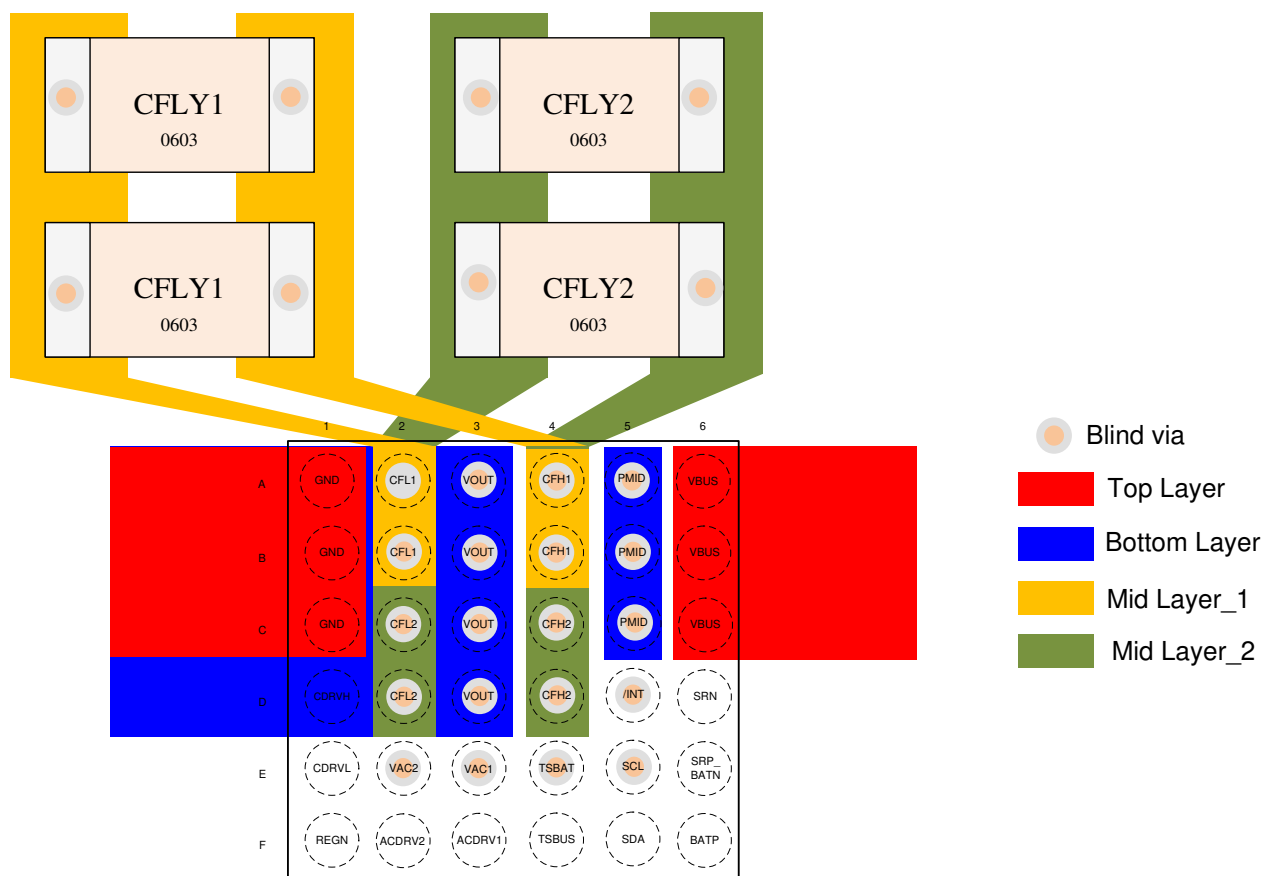 CFLY1
0603
CFLY2
0603
CFLY1
0603
CFLY2
0603
1 2 3 4 5 6
A GND CFL1 VOUT CFH1 PMID VBUS
B GND CFL1 VOUT CFH1 PMID VBUS
C GND CFL2 VOUT CFH2 PMID VBUS
D CDRVH CFL2 VOUT CFH2 /INT SRN
E CDRVL VAC2 VAC1 TSBAT SCL SRP_
BATN
F REGN ACDRV2 ACDRV1 TSBUS SDA BATP
Blind via
Top Layer
Bottom Layer
Mid Layer_1
Mid Layer_2